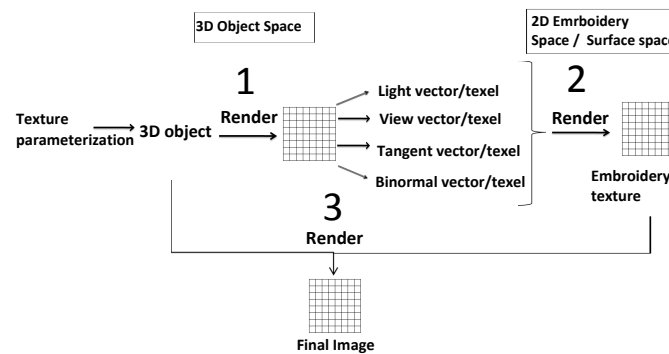 3D Object Space
2D Emrboidery
Space / Surface space
1
2
Light vector/texel
Render
View vector/texel
Render
Texture
parameterization
3D object
Tangent vector/texel
Binormal vector/texel
Embroidery
texture
3
Render
Final Image